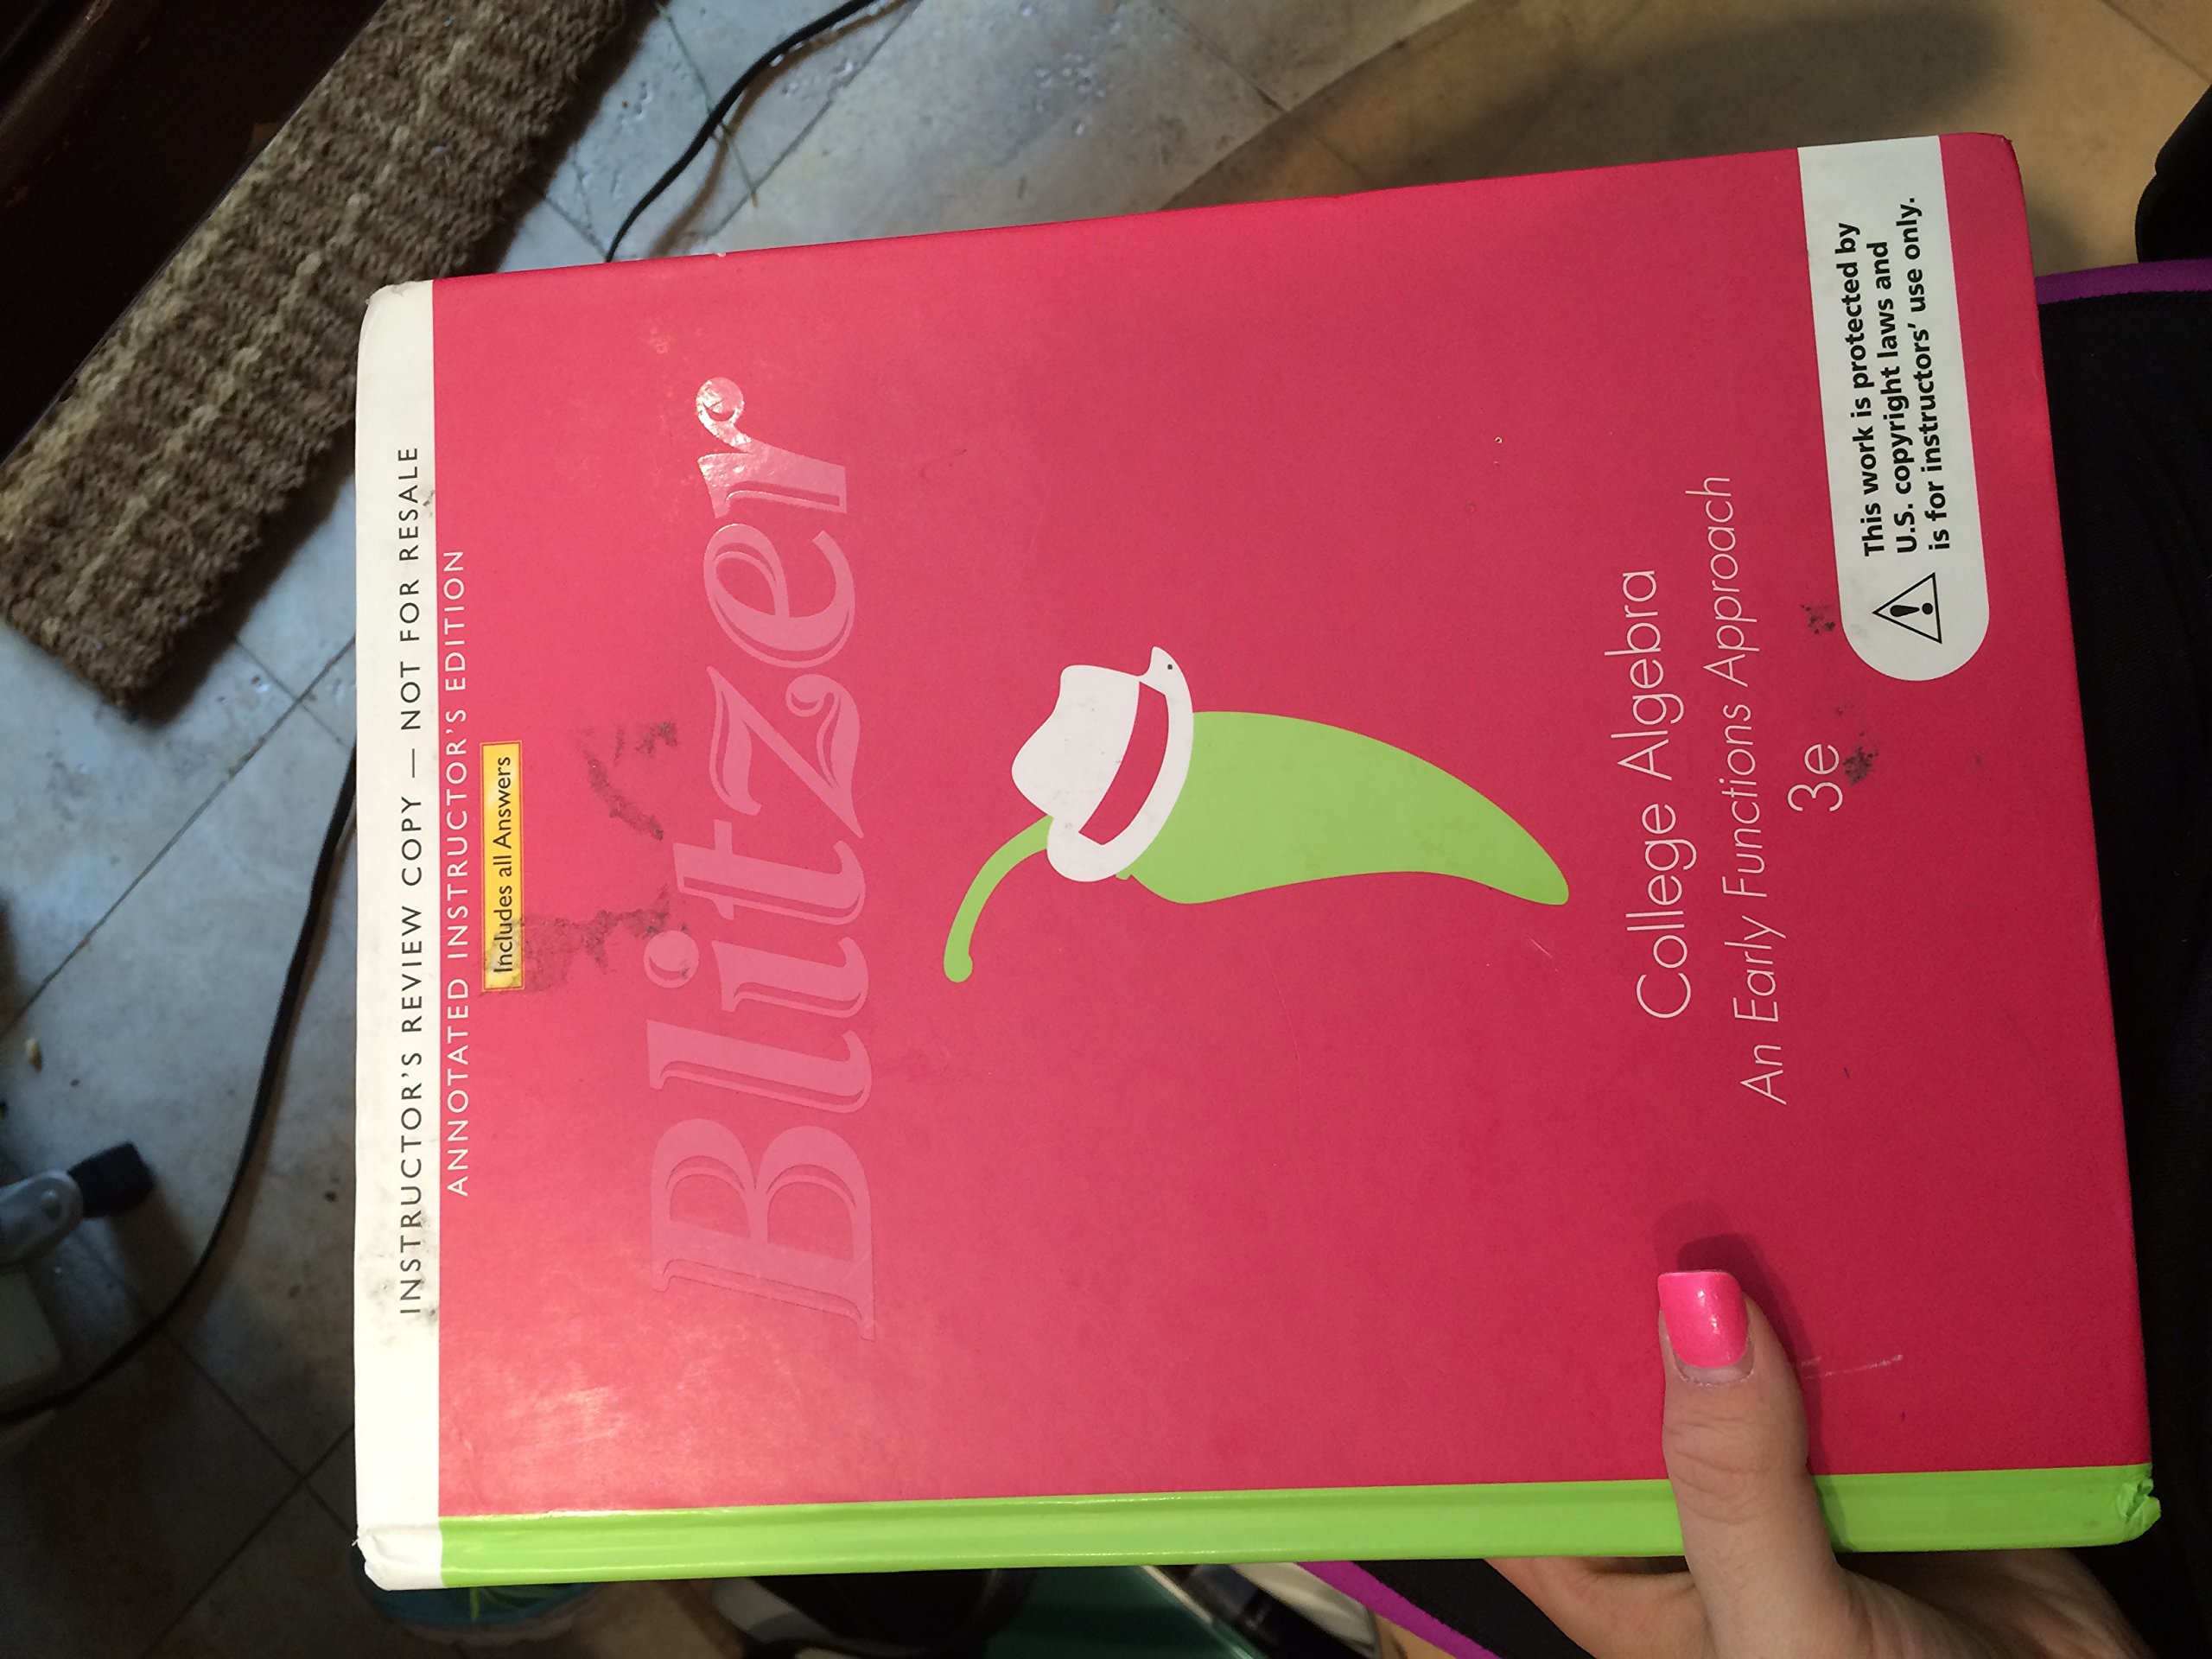 INSTRUCTOR'S REVIEW COPY — NOT FOR RESALE
ANNOTATED INSTRUCTOR'S EDITION
Includes all Answers
Blitzer
College Algebra
An Early Functions Approach
3e
This work is protected by
U.S. copyright laws and
is for instructors' use only.